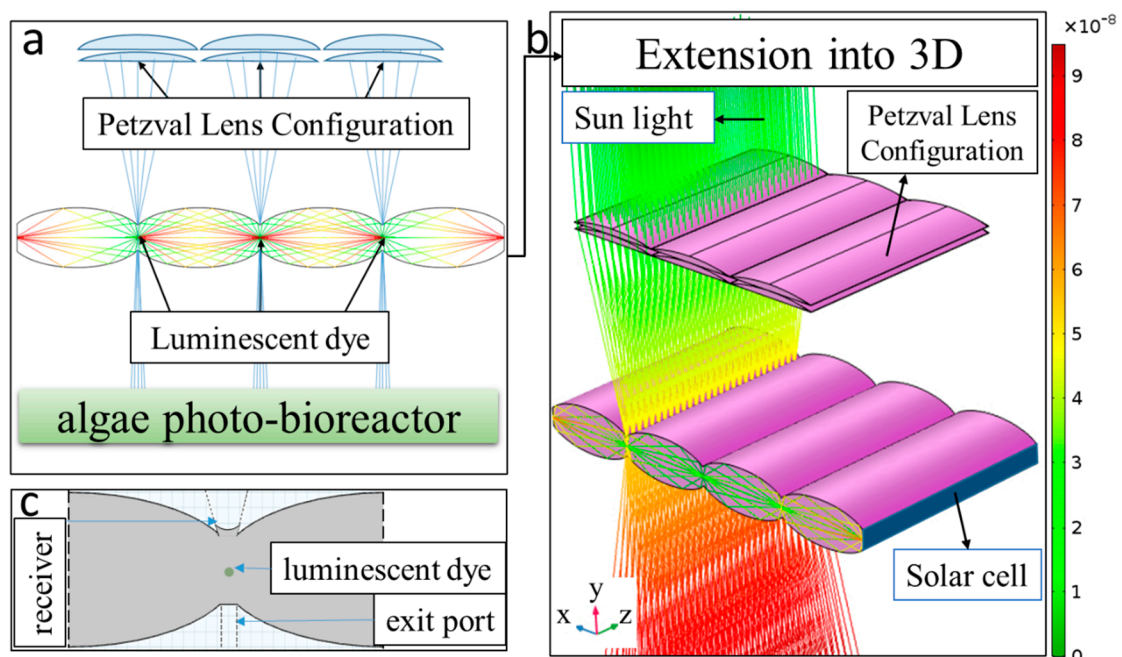 a
Petzval Lens Configuration
Luminescent dye
algae photo-bioreactor
b
Extension into 3D
Sun light
Petzval Lens
Configuration
Solar cell
y
x
z
×10⁻⁸
9
8
7
6
5
4
3
2
1
0
c
receiver
luminescent dye
exit port